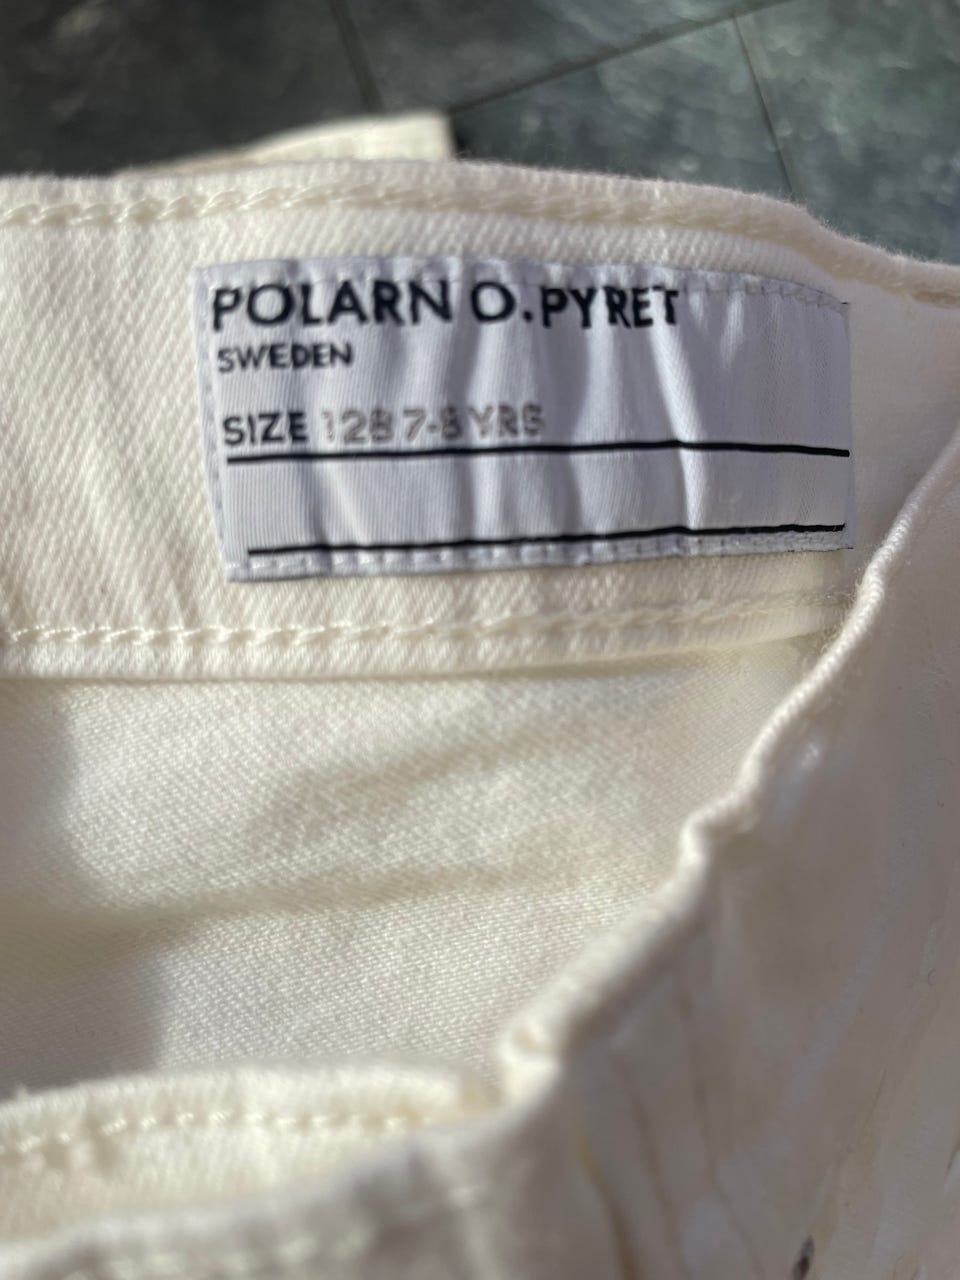 POLARN O. PYRET
SWEDEN
SIZE 128 7-8 YRS